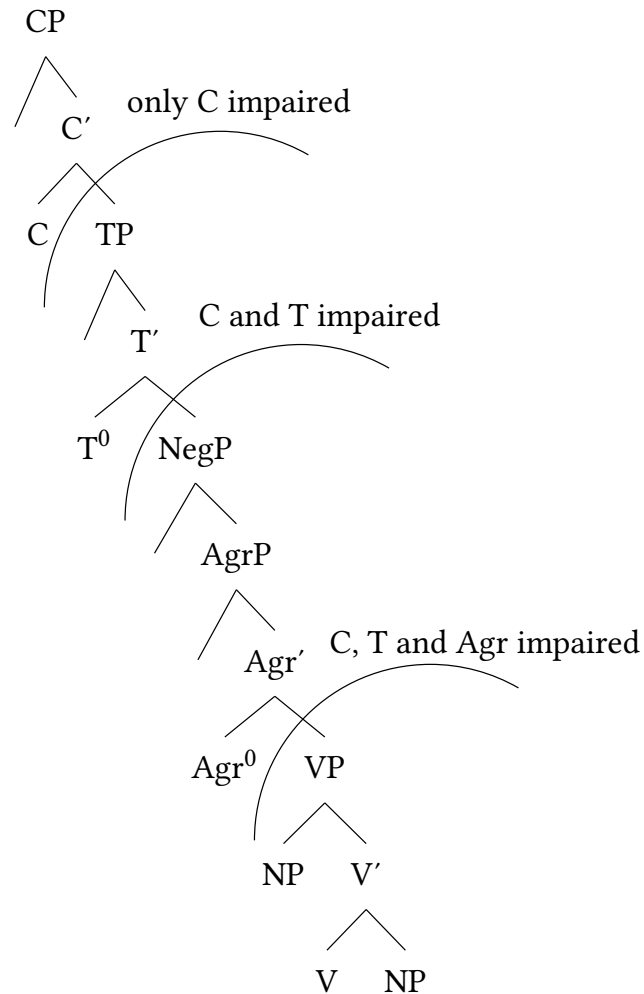 CP
only C impaired
C′
C TP
C and T impaired
T′
T⁰ NegP
AgrP
C, T and Agr impaired
Agr′
Agr⁰ VP
NP V′
V NP